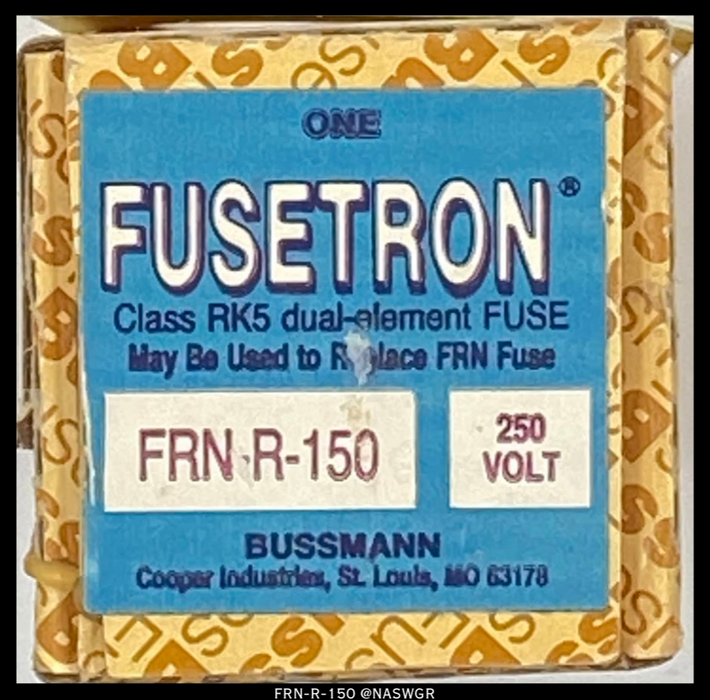 ONE
FUSETRON®
Class RK5 dual-element FUSE
May Be Used to Replace FRN Fuse
FRN-R-150
250
VOLT
BUSSMANN
Cooper Industries, St. Louis, MO 63178
FRN-R-150 @NASWGR